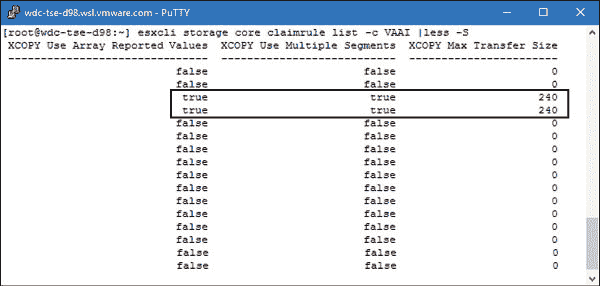 wdc-tse-d98.wsl.vmware.com - PuTTY
[root@wdc-tse-d98:~] esxcli storage core claimrule list -c VAAI |less -S
XCOPY Use Array Reported Values  XCOPY Use Multiple Segments  XCOPY Max Transfer Size
-------------------------------  ---------------------------  -----------------------
false  false  0
false  false  0
true  true  240
true  true  240
false  false  0
false  false  0
false  false  0
false  false  0
false  false  0
false  false  0
false  false  0
false  false  0
false  false  0
false  false  0
false  false  0
false  false  0